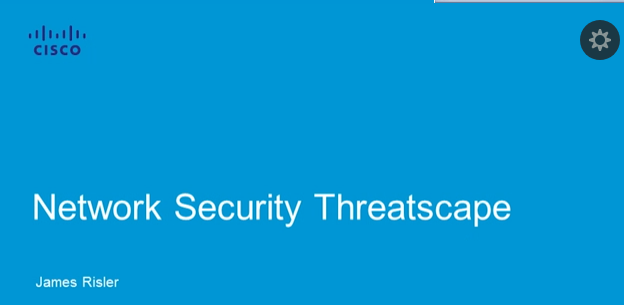 CISCO
Network Security Threatscape
James Risler